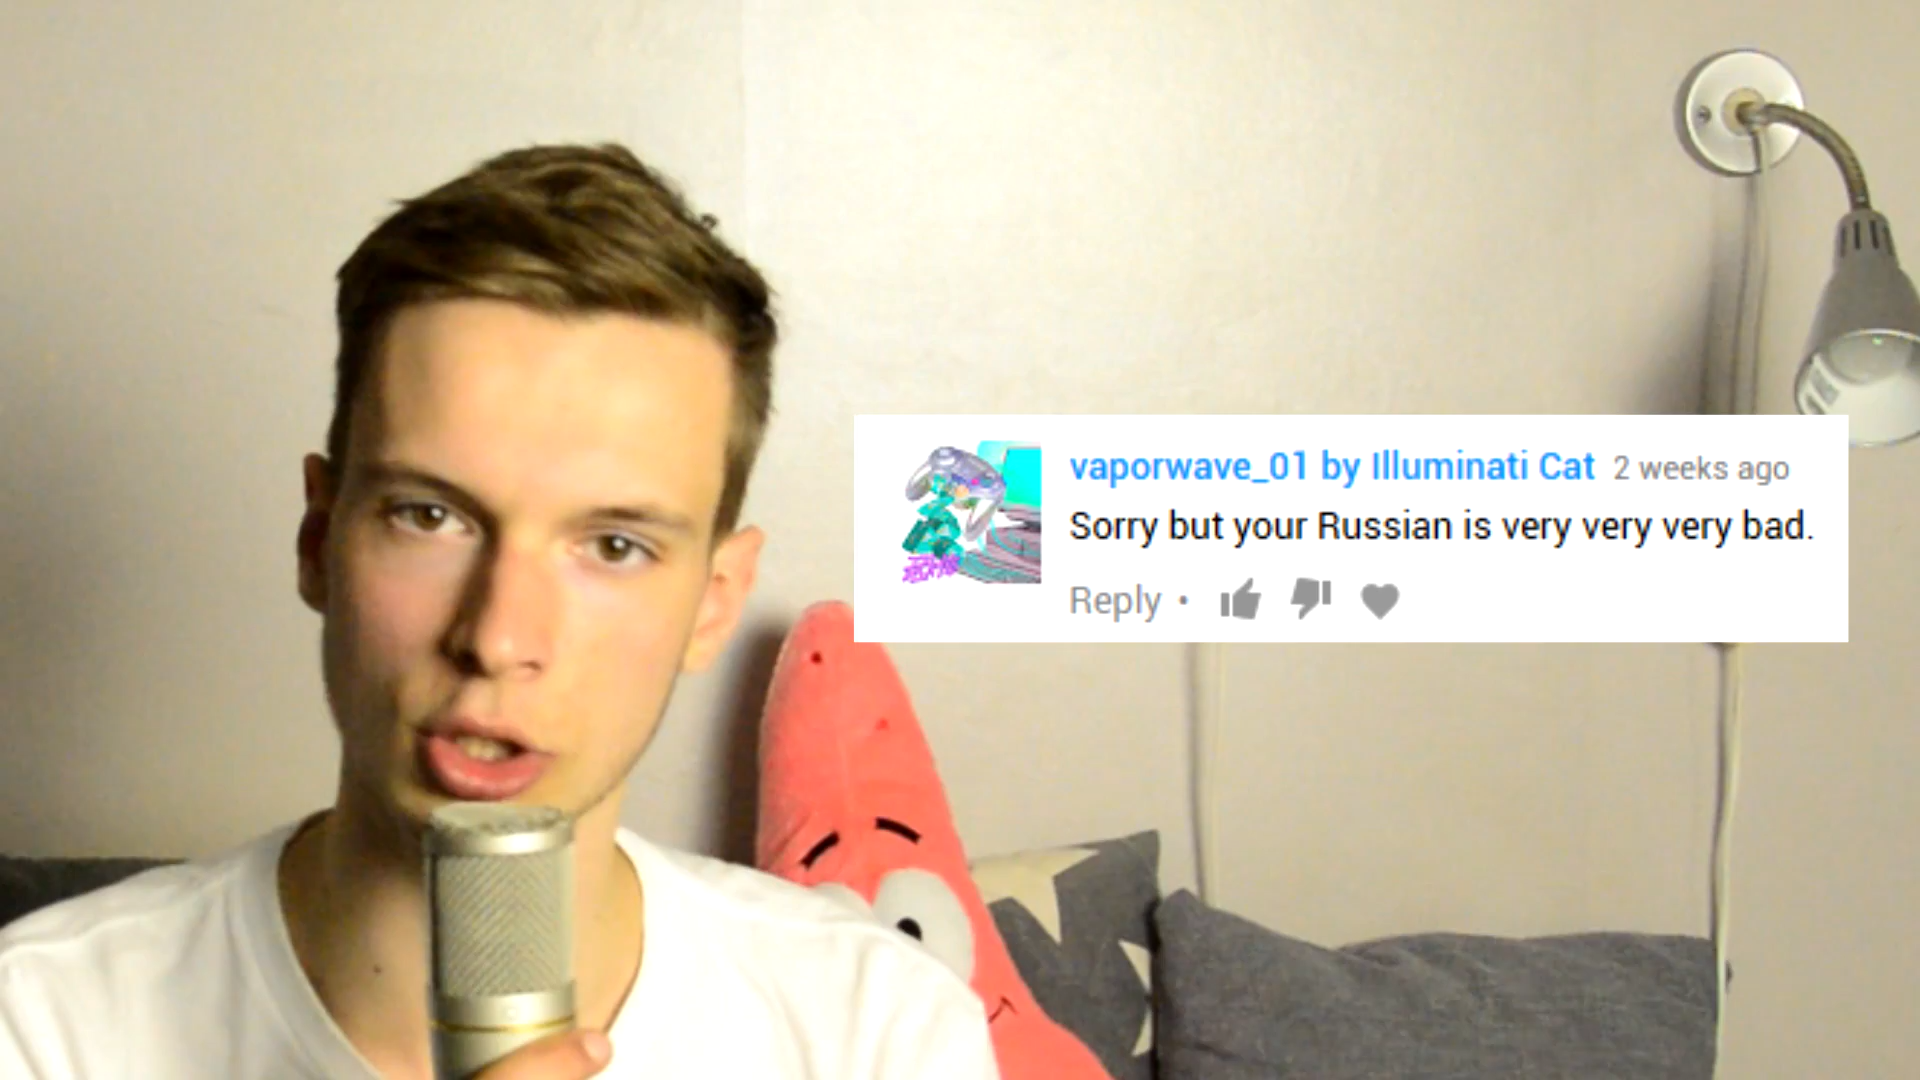 vaporwave_01 by Illuminati Cat 2 weeks ago
Sorry but your Russian is very very very bad.
Reply •